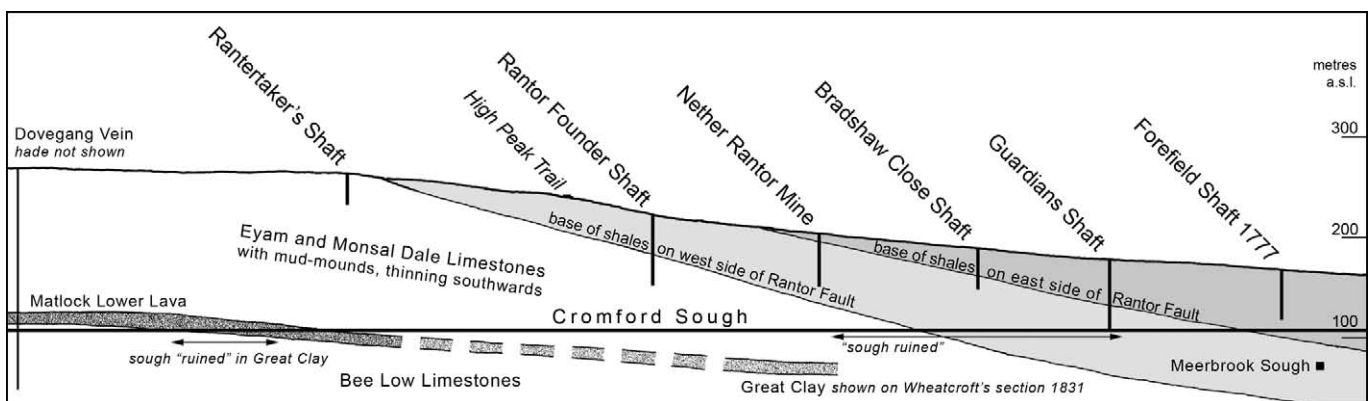 Rantertaker's Shaft
High Peak Trail
Rantor Founder Shaft
Nether Rantor Mine
Bradshaw Close Shaft
Guardians Shaft
Forefield Shaft 1777
metres
a.s.l.
300
200
100
Dovegang Vein
hade not shown
base of shales on west side of Rantor Fault
base of shales on east side of Rantor Fault
Eyam and Monsal Dale Limestones
with mud-mounds, thinning southwards
Matlock Lower Lava
Cromford Sough
sough "ruined" in Great Clay
"sough ruined"
Meerbrook Sough
Bee Low Limestones
Great Clay shown on Wheatcroft's section 1831